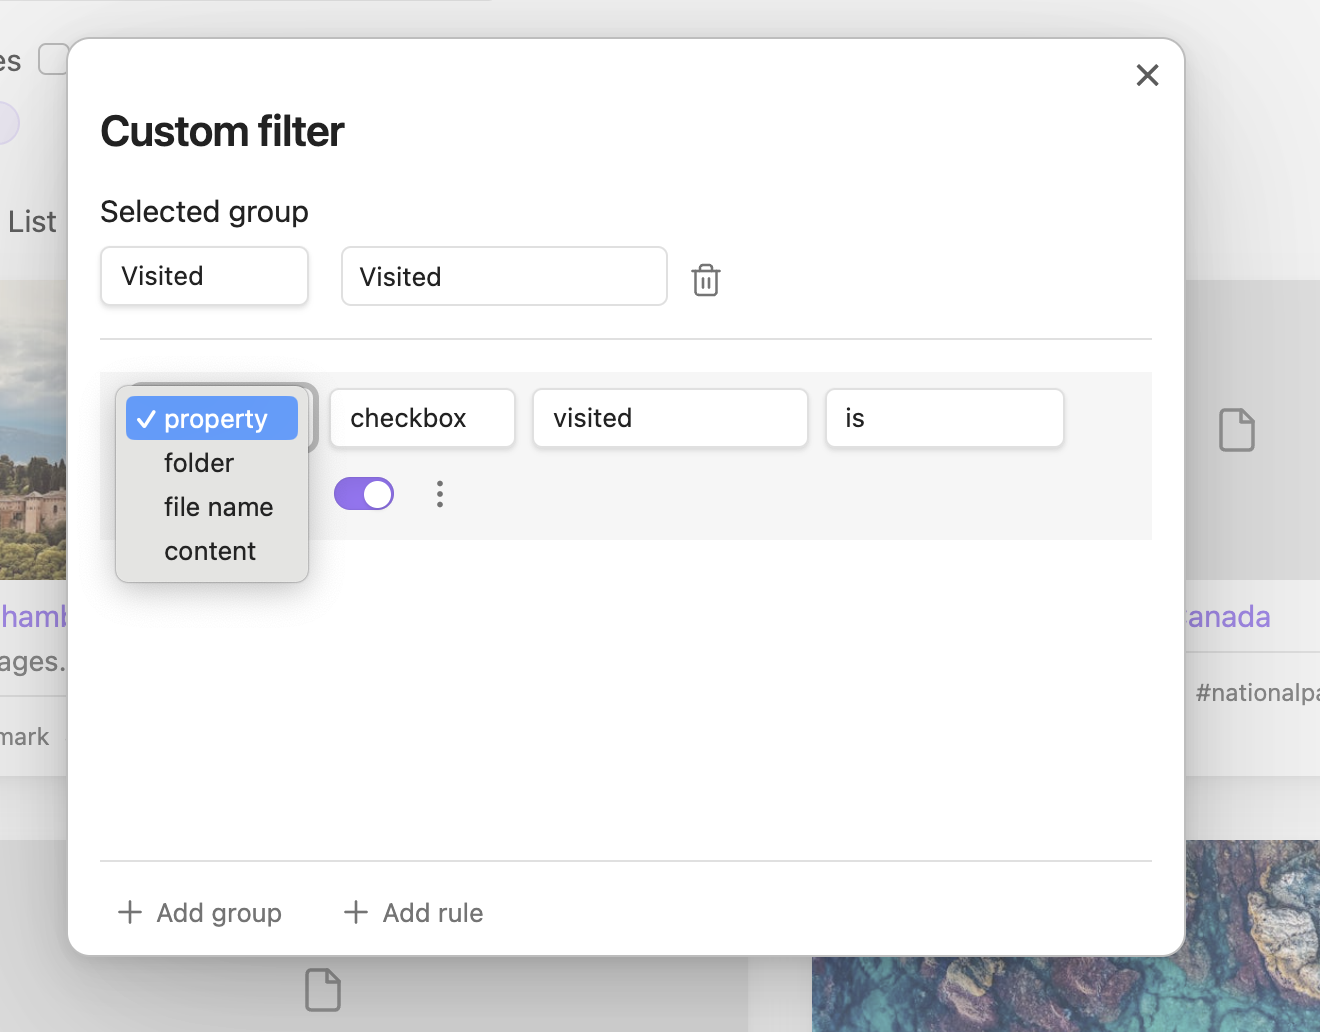 es
Custom filter
Selected group
List
Visited Visited
property checkbox visited is
folder
file name
content
hamb
anada
ages.
#nationalpa
mark
Add group Add rule